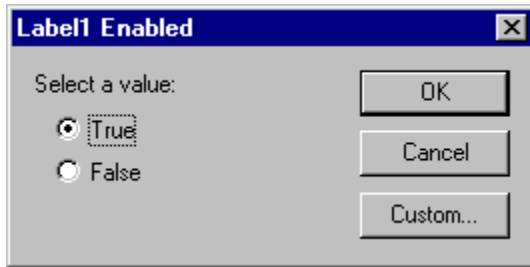 Label1 Enabled
Select a value:
True
False
OK
Cancel
Custom...